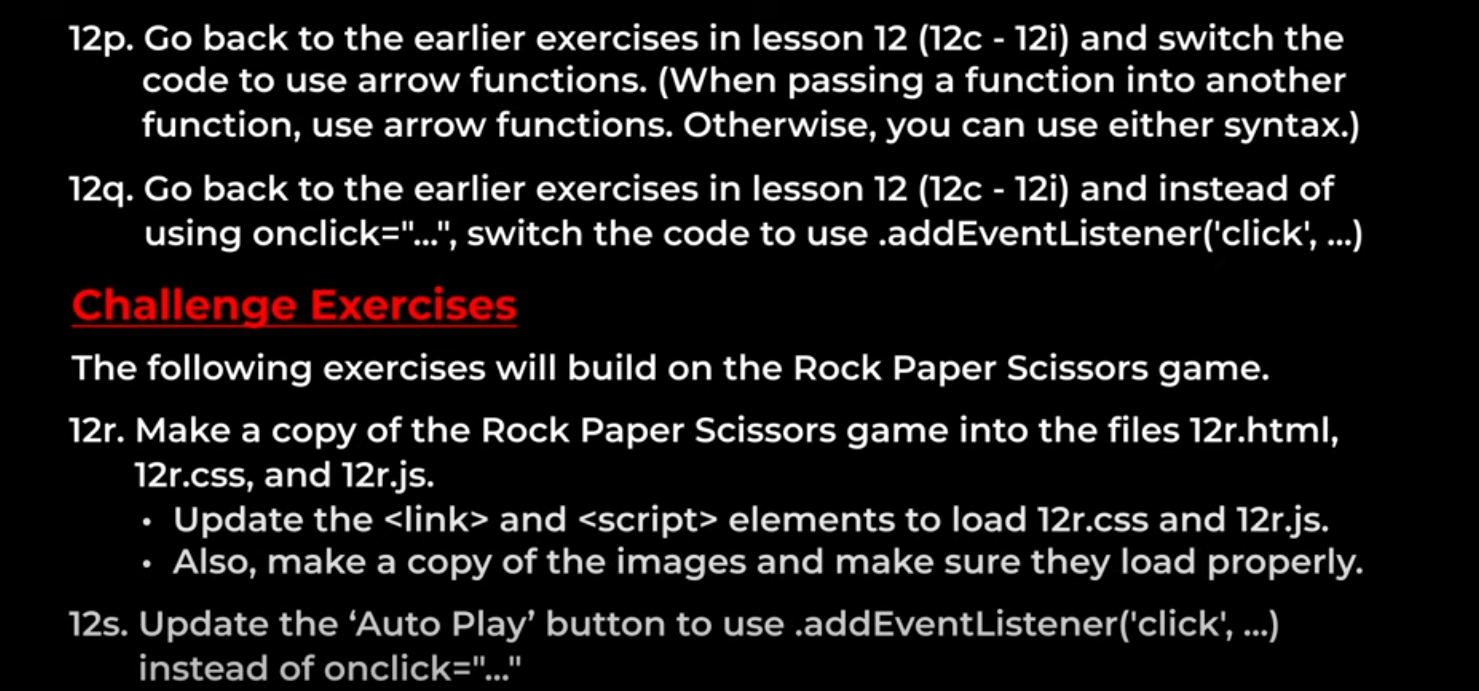 12p. Go back to the earlier exercises in lesson 12 (12c - 12i) and switch the
code to use arrow functions. (When passing a function into another
function, use arrow functions. Otherwise, you can use either syntax.)
12q. Go back to the earlier exercises in lesson 12 (12c - 12i) and instead of
using onclick="...", switch the code to use .addEventListener('click', ...)
Challenge Exercises
The following exercises will build on the Rock Paper Scissors game.
12r. Make a copy of the Rock Paper Scissors game into the files 12r.html,
12r.css, and 12r.js.
• Update the <link> and <script> elements to load 12r.css and 12r.js.
• Also, make a copy of the images and make sure they load properly.
12s. Update the ‘Auto Play’ button to use .addEventListener('click', ...)
instead of onclick="..."